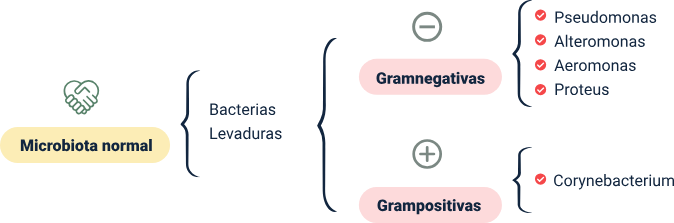 Microbiota normal
Bacterias
Levaduras
Gramnegativas
Pseudomonas
Alteromonas
Aeromonas
Proteus
Grampositivas
Corynebacterium